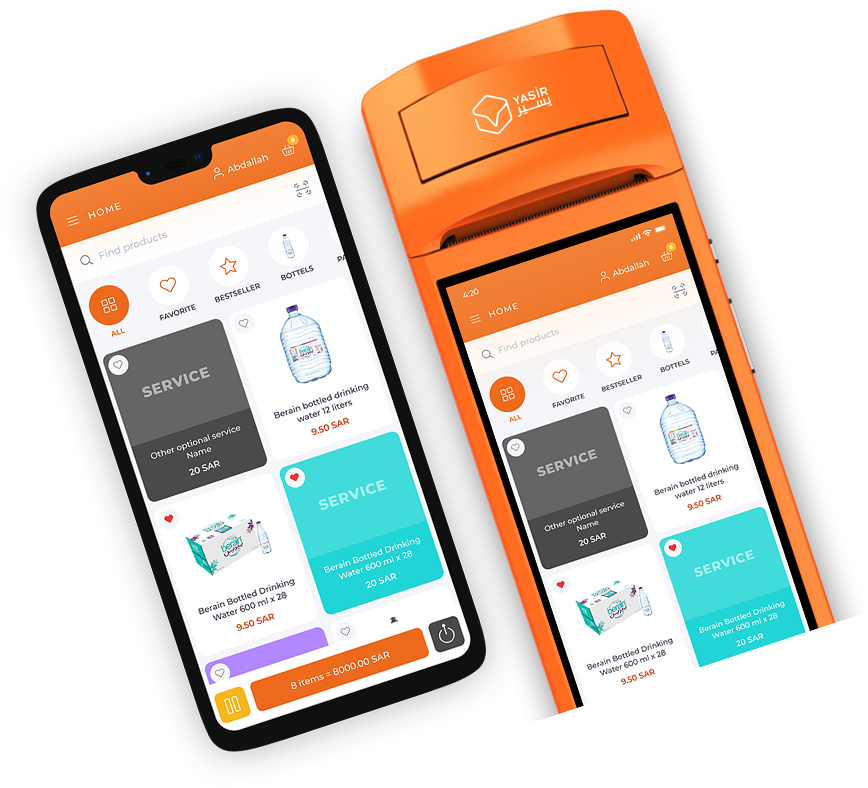 HOME
Abdallah
8
Find products
ALL
FAVORITE
BESTSELLER
BOTTELS
PA
SERVICE
Other optional service
Name
20 SAR
Berain bottled drinking
water 12 liters
9.50 SAR
berain
Berain Bottled Drinking
Water 600 ml x 28
9.50 SAR
SERVICE
Berain Bottled Drinking
Water 600 ml x 28
20 SAR
8 items = 8000.00 SAR
YASIR
يسير
4:20
HOME
Abdallah
8
Find products
ALL
FAVORITE
BESTSELLER
BOTTELS
PA
SERVICE
Other optional service
Name
20 SAR
Berain bottled drinking
water 12 liters
9.50 SAR
berain
Berain Bottled Drinking
Water 600 ml x 28
9.50 SAR
SERVICE
Berain Bottled Drinking
Water 600 ml x 28
20 SAR